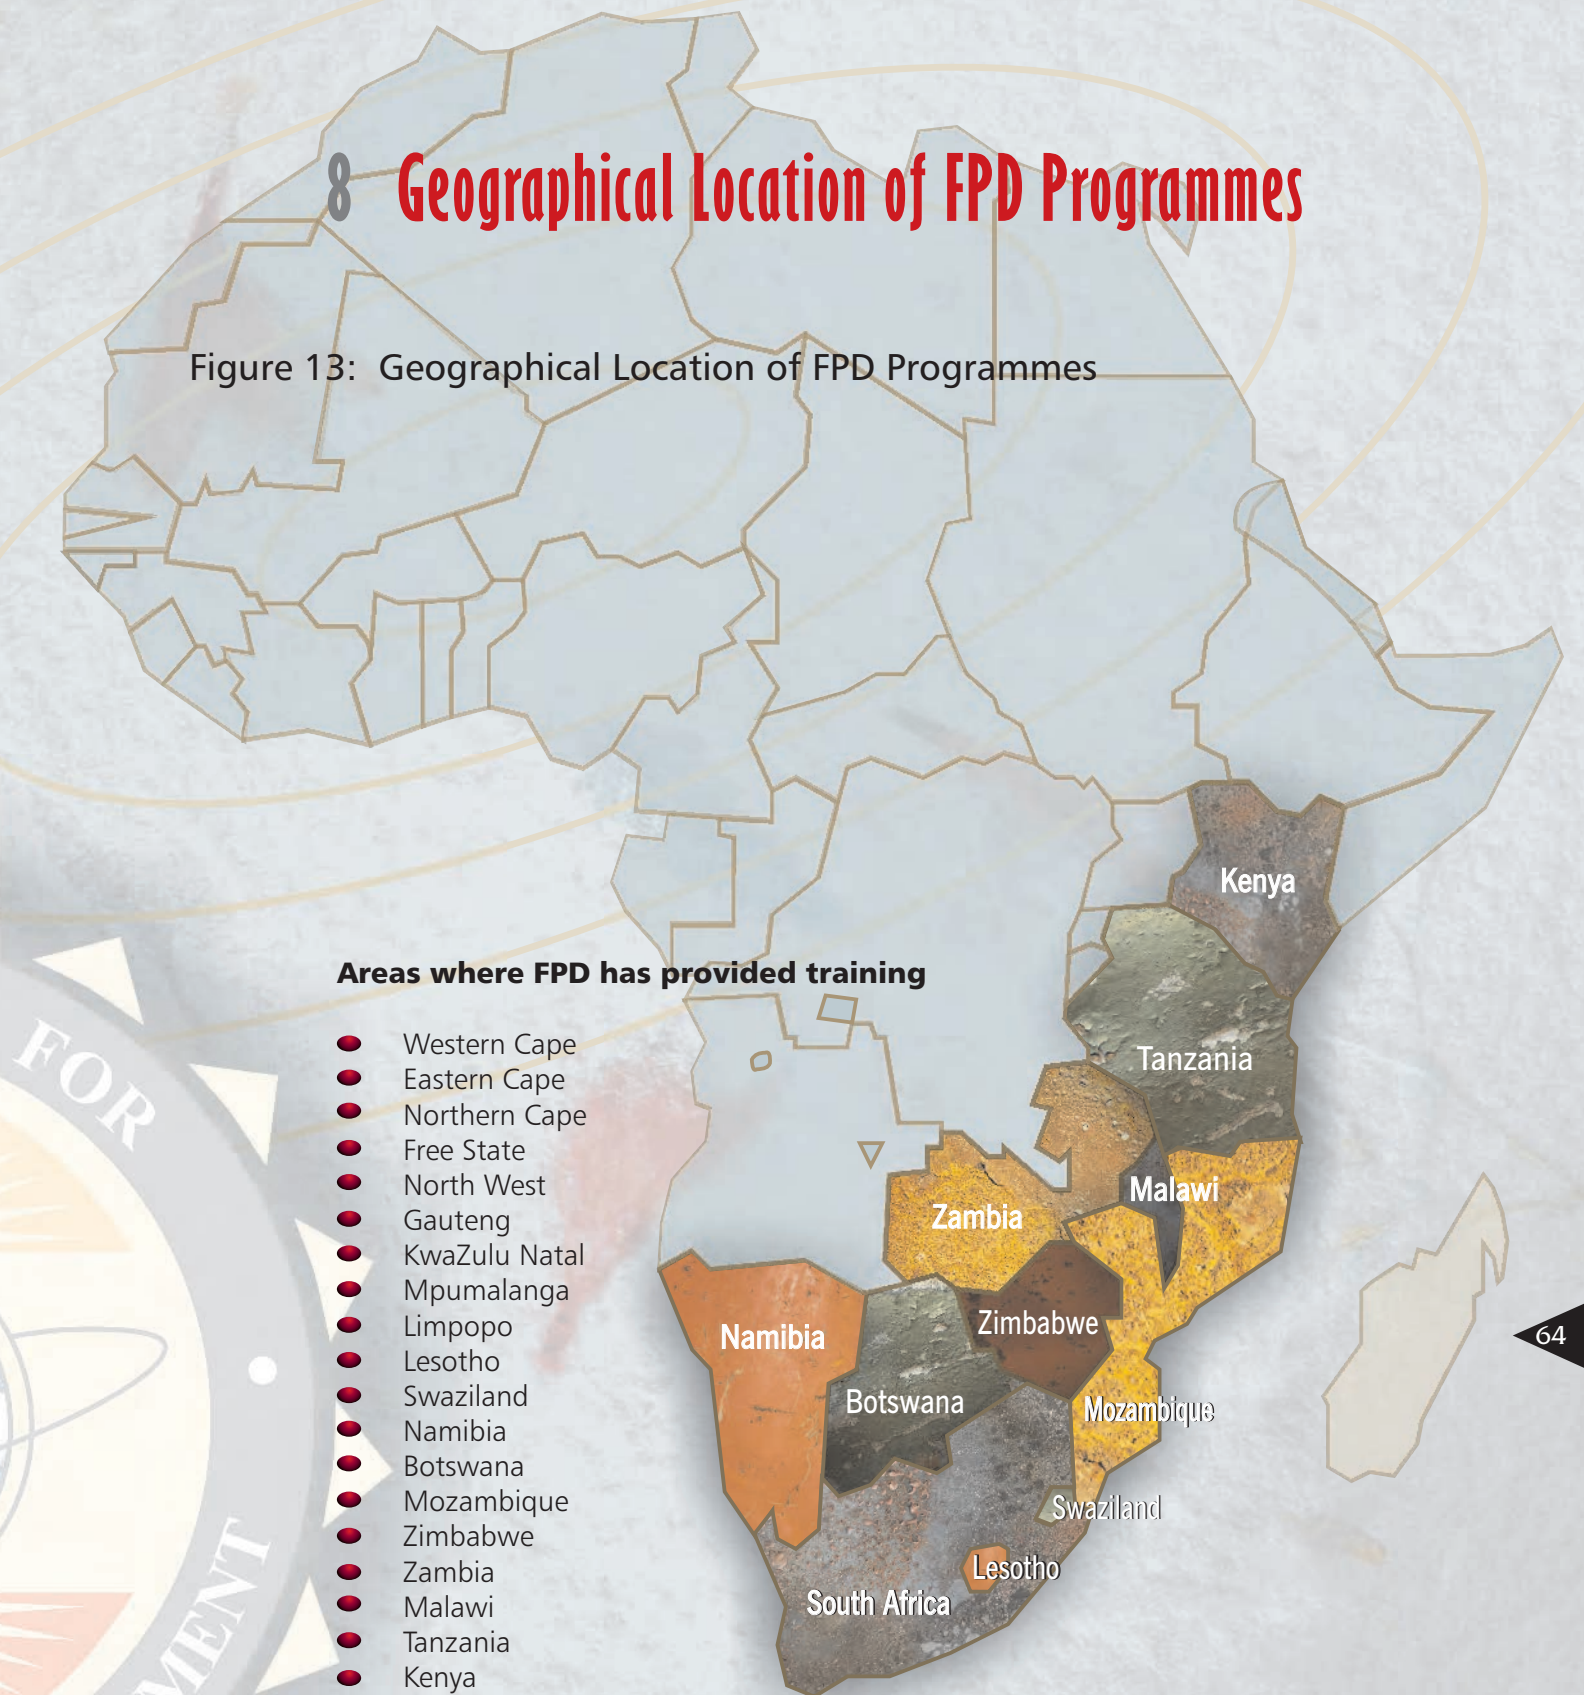 8 Geographical Location of FPD Programmes
Figure 13: Geographical Location of FPD Programmes
Kenya
Areas where FPD has provided training
Western Cape
Eastern Cape
Northern Cape
Free State
North West
Gauteng
KwaZulu Natal
Mpumalanga
Limpopo
Lesotho
Swaziland
Namibia
Botswana
Mozambique
Zimbabwe
Zambia
Malawi
Tanzania
Kenya
Tanzania
Malawi
Zambia
Zimbabwe
Namibia
Botswana
Mozambique
Swaziland
Lesotho
South Africa
64
FOR
MENT